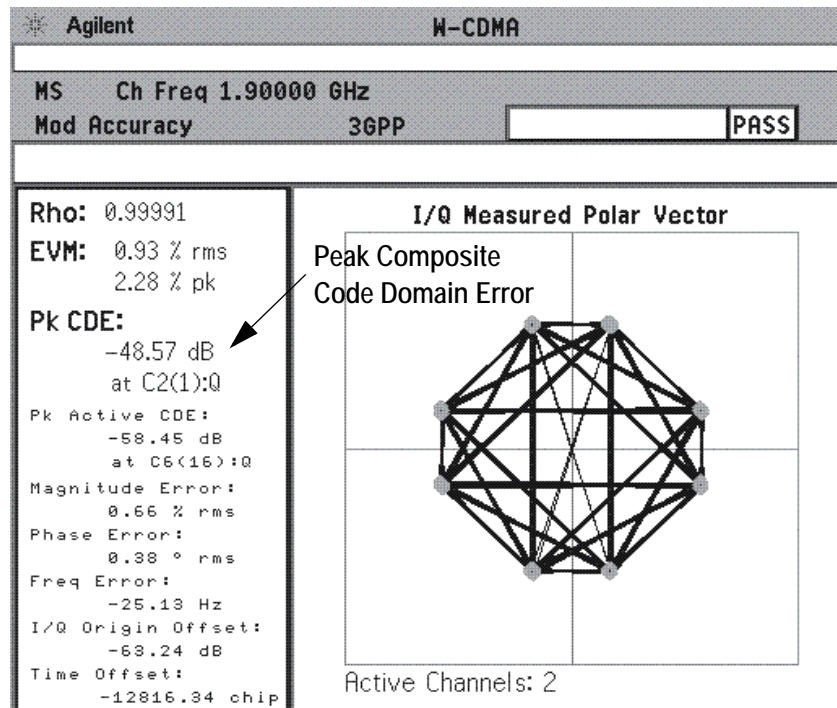 Agilent W-CDMA
MS Ch Freq 1.90000 GHz
Mod Accuracy 3GPP PASS
Rho: 0.99991
EVM: 0.93 % rms
2.28 % pk
Pk CDE:
-48.57 dB
at C2(1):Q
Pk Active CDE:
-58.45 dB
at C6(16):Q
Magnitude Error:
0.66 % rms
Phase Error:
0.38 ° rms
Freq Error:
-25.13 Hz
I/Q Origin Offset:
-63.24 dB
Time Offset:
-12816.34 chip
I/Q Measured Polar Vector
Peak Composite
Code Domain Error
Active Channels: 2